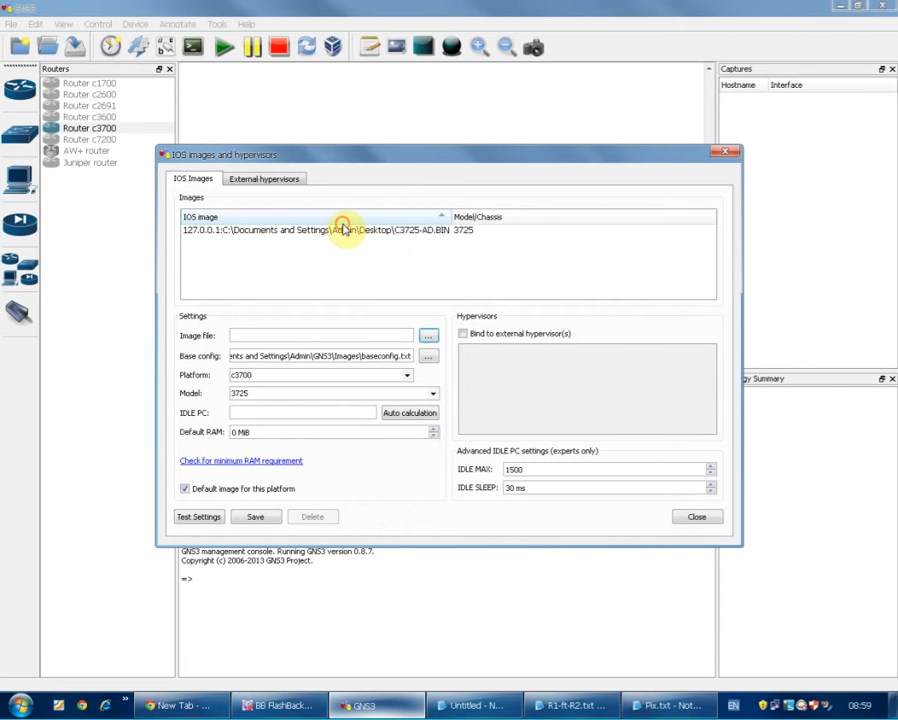 GNS3
File Edit View Control Device Annotate Tools Help
Routers
Router c1700
Router c2600
Router c2691
Router c3600
Router c3700
Router c7200
AW+ router
Juniper router
Captures
Hostname Interface
IOS images and hypervisors
IOS Images External hypervisors
Images
IOS image Model/Chassis
127.0.0.1:C:\Documents and Settings\Admin\Desktop\C3725-AD.BIN 3725
Settings
Image file: ...
Base config: ents and Settings\Admin\GNS3\Images\baseconfig.txt ...
Platform: c3700
Model: 3725
IDLE PC: Auto calculation
Default RAM: 0 MiB
Check for minimum RAM requirement
Default image for this platform
Test Settings Save Delete
Hypervisors
Bind to external hypervisor(s)
Advanced IDLE PC settings (experts only)
IDLE MAX: 1500
IDLE SLEEP: 30 ms
Close
gy Summary
GNS3 management console. Running GNS3 version 0.8.7.
Copyright (c) 2006-2013 GNS3 Project.
=>
New Tab - ... BB FlashBack... GNS3 Untitled - N... R1-ft-R2.txt ... Pix.txt - Not... EN 08:59